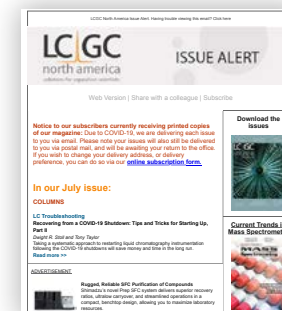 LCGC North America Issue Alert. Having trouble viewing this email? Click here
LC GC
north america
solutions for separation scientists
ISSUE ALERT
Web Version | Share with a colleague | Subscribe
Notice to our subscribers currently receiving printed copies
of our magazine: Due to COVID-19, we are delivering each issue
to you via email. Please note your issues will also still be delivered
to you via postal mail, and will be awaiting your return to the office.
If you wish to change your delivery address, or delivery
preference, you can do so via our online subscription form.
In our July issue:
COLUMNS
LC Troubleshooting
Recovering from a COVID-19 Shutdown: Tips and Tricks for Starting Up,
Part II
Dwight R. Stoll and Tony Taylor
Taking a systematic approach to restarting liquid chromatography instrumentation
following the COVID-19 shutdowns will save money and time in the long run.
Read more >>
ADVERTISEMENT
Rugged, Reliable SFC Purification of Compounds
Shimadzu's novel Prep SFC system delivers superior recovery
ratios, ultralow carryover, and streamlined operations in a
compact, benchtop design, allowing you to maximize laboratory
resources.
Download the
issues
Current Trends i
Mass Spectromet